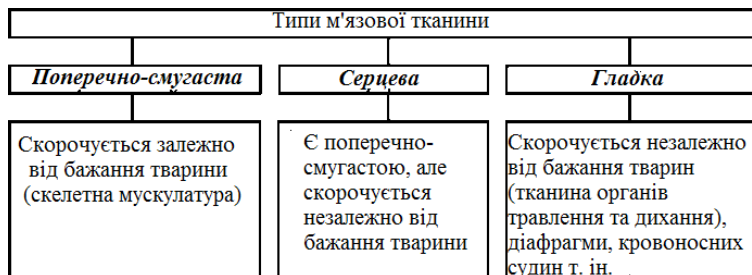 Типи м'язової тканини
Поперечно-смугаста
Серцева
Гладка
Скорочується залежно
від бажання тварини
(скелетна мускулатура)
Є поперечно-
смугастою, але
скорочується
незалежно від
бажання тварини
Скорочується незалежно
від бажання тварин
(тканина органів
травлення та дихання),
діафрагми, кровоносних
судин т. ін.